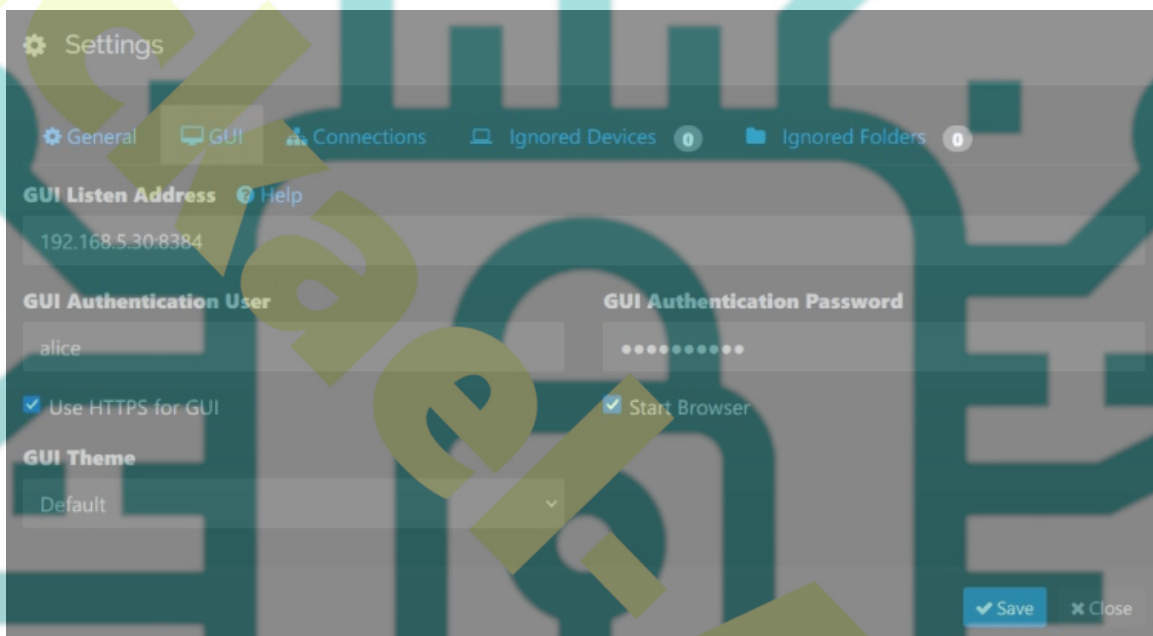 Settings
General GUI Connections Ignored Devices 0 Ignored Folders 0
GUI Listen Address Help
192.168.5.30:8384
GUI Authentication User GUI Authentication Password
alice ••••••••••
Use HTTPS for GUI Start Browser
GUI Theme
Default
Save Close